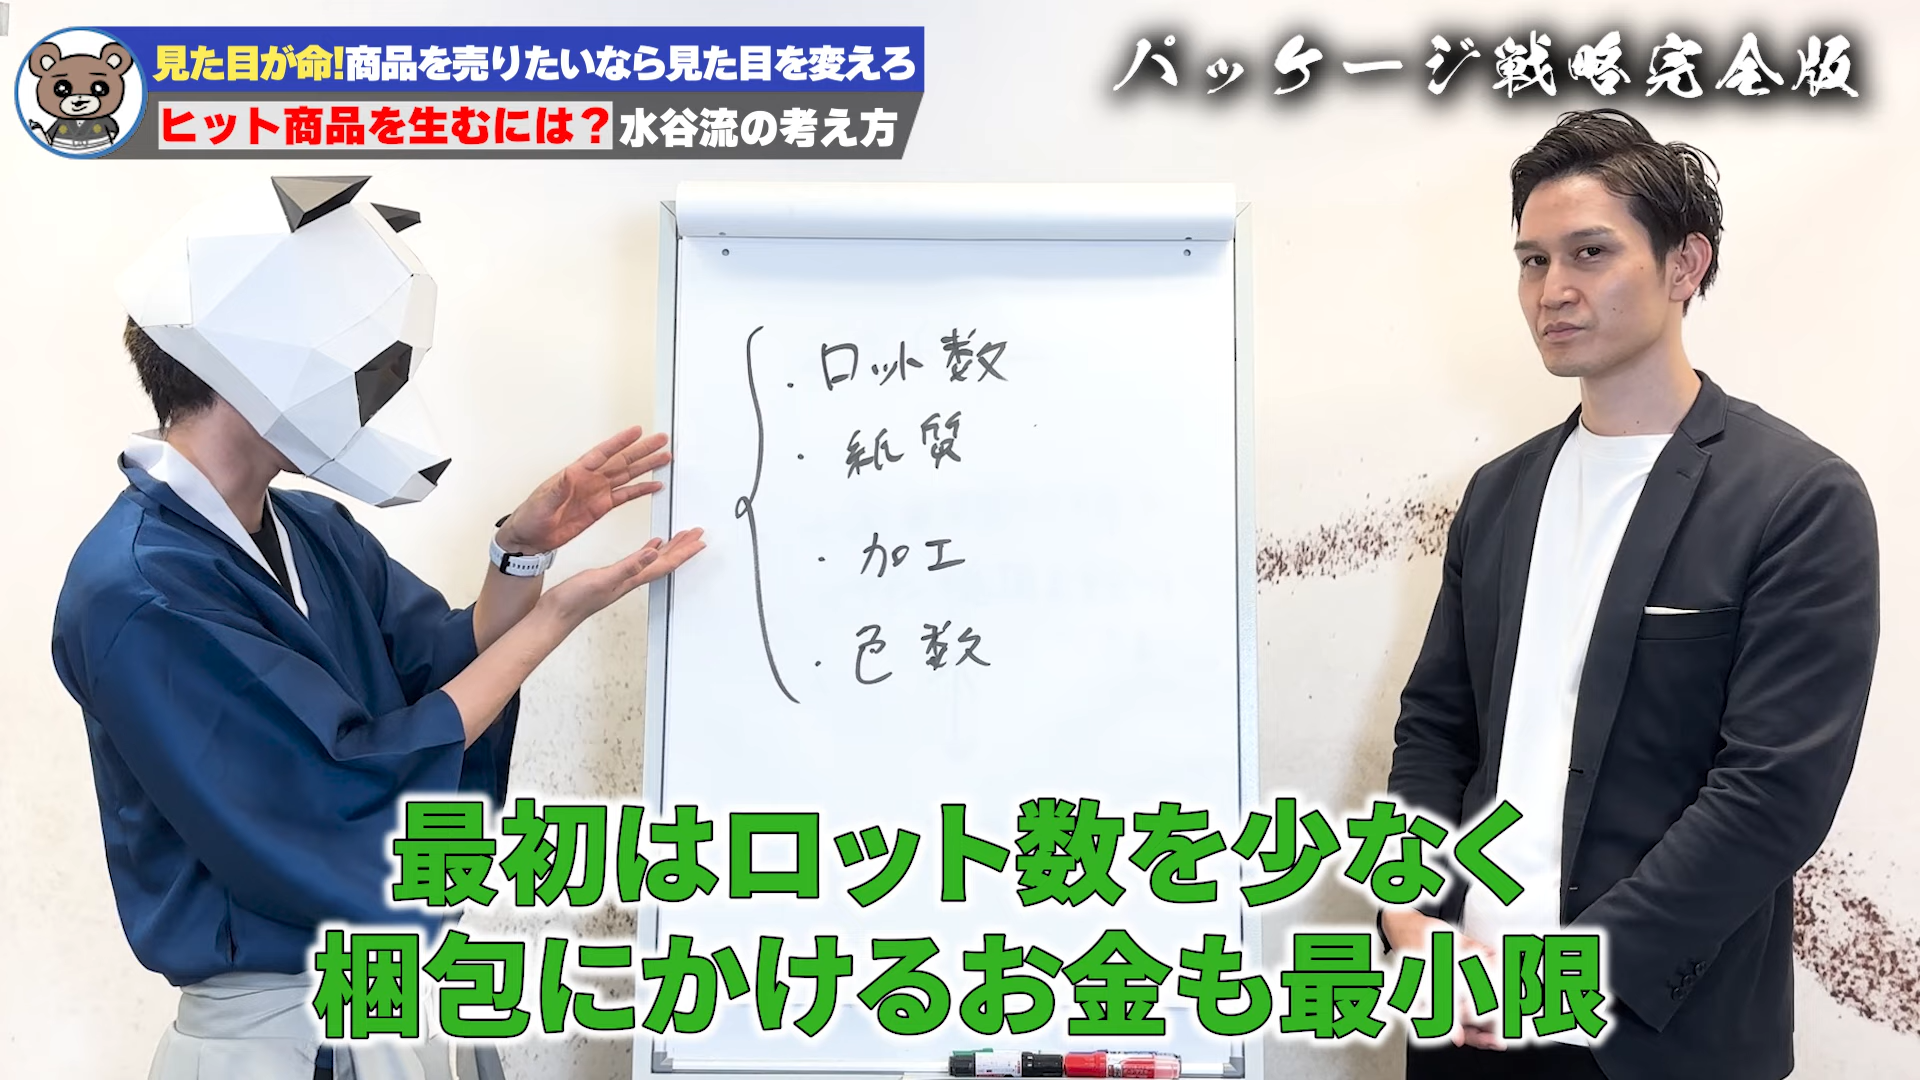 見た目が命!商品を売りたいなら見た目を変えろ
ヒット商品を生むには？水谷流の考え方
パッケージ戦略完全版
・ロット数
・紙質
・加工
・色数
最初はロット数を少なく
梱包にかけるお金も最小限